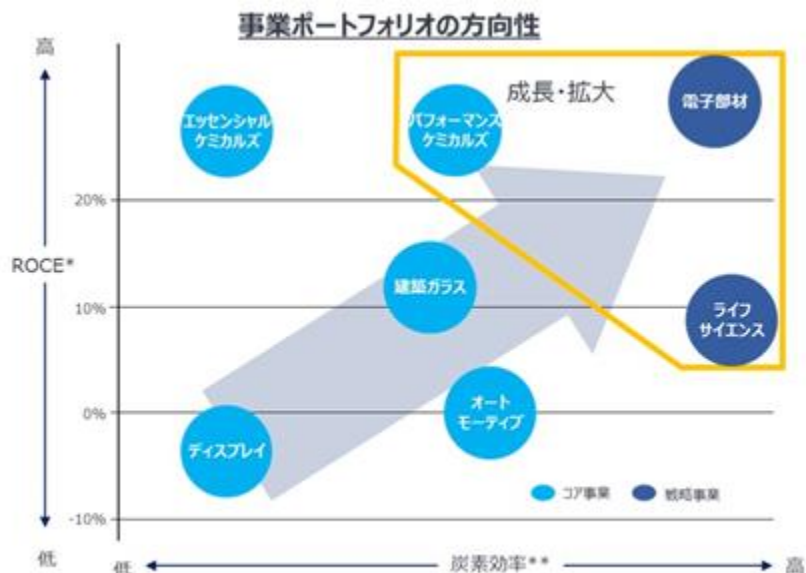 事業ポートフォリオの方向性
高
成長・拡大
電子部材
エッセンシャル
ケミカルズ
パフォーマンス
ケミカルズ
20%
ROCE*
建築ガラス
10%
ライフ
サイエンス
オート
モーティブ
0%
ディスプレイ
コア事業
戦略事業
-10%
低
低
炭素効率**
高